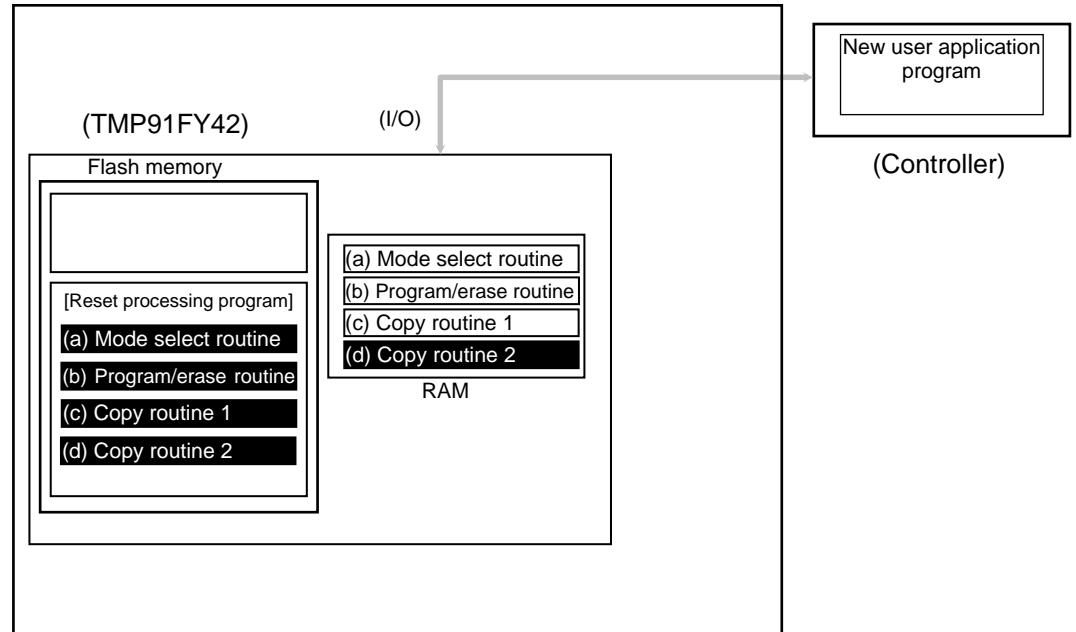 New user application
program
(Controller)
(I/O)
(TMP91FY42)
Flash memory
[Reset processing program]
(a) Mode select routine
(b) Program/erase routine
(c) Copy routine 1
(d) Copy routine 2
(a) Mode select routine
(b) Program/erase routine
(c) Copy routine 1
(d) Copy routine 2
RAM